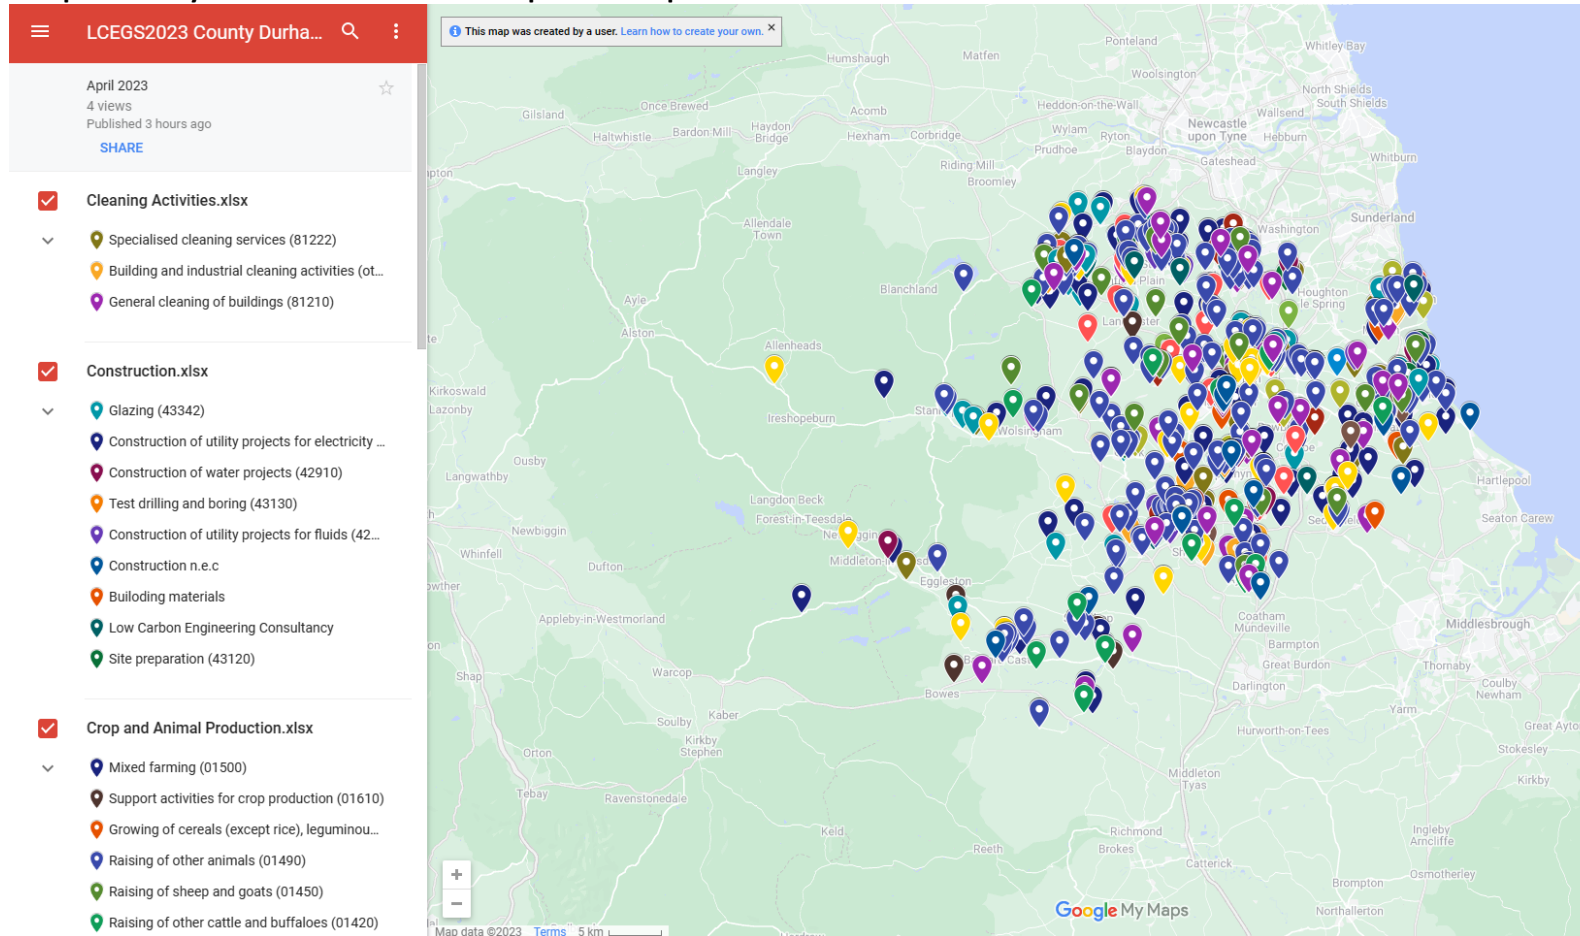 LCEGS2023 County Durha...
April 2023
4 views
Published 3 hours ago
SHARE
Cleaning Activities.xlsx
Specialised cleaning services (81222)
Building and industrial cleaning activities (ot...
General cleaning of buildings (81210)
Construction.xlsx
Glazing (43342)
Construction of utility projects for electricity ...
Construction of water projects (42910)
Test drilling and boring (43130)
Construction of utility projects for fluids (42...
Construction n.e.c
Builoding materials
Low Carbon Engineering Consultancy
Site preparation (43120)
Crop and Animal Production.xlsx
Mixed farming (01500)
Support activities for crop production (01610)
Growing of cereals (except rice), leguminou...
Raising of other animals (01490)
Raising of sheep and goats (01450)
Raising of other cattle and buffaloes (01420)
This map was created by a user. Learn how to create your own.
Ponteland
Whitley Bay
Humshaugh
Matfen
Woolsington
North Shields
South Shields
Once Brewed
Heddon-on-the-Wall
Gilsland
Acomb
Wallsend
Newcastle
upon Tyne
Haltwhistle
Bardon Mill
Haydon
Bridge
Hexham
Corbridge
Wylam
Ryton
Hebburn
Prudhoe
Blaydon
Gateshead
Whitburn
Riding Mill
Langley
Broomley
Allendale
Town
Sunderland
Washington
Blanchland
Plain
Houghton
le Spring
Ayle
Alston
Allenheads
Kirkoswald
Lazonby
Ireshopeburn
Wolsingham
Ousby
Langwathby
Hartlepool
Langdon Beck
Forest-in-Teesdale
Seaton Carew
Newbiggin
Whinfell
Dufton
Eggleston
Appleby-in-Westmorland
Coatham
Mundeville
Middlesbrough
Barmpton
Great Burdon
Thornaby
Shap
Warcop
Darlington
Coulby
Newham
Bowes
Yarm
Soulby
Kaber
Kirkby
Stephen
Hurworth-on-Tees
Great Ayto
Stokesley
Orton
Middleton
Tyas
Kirkby
Tebay
Ravenstonedale
Keld
Richmond
Ingleby
Arncliffe
Reeth
Brokes
Catterick
Osmotherley
Brompton
Northallerton
Google My Maps
Map data ©2023 Terms 5 km